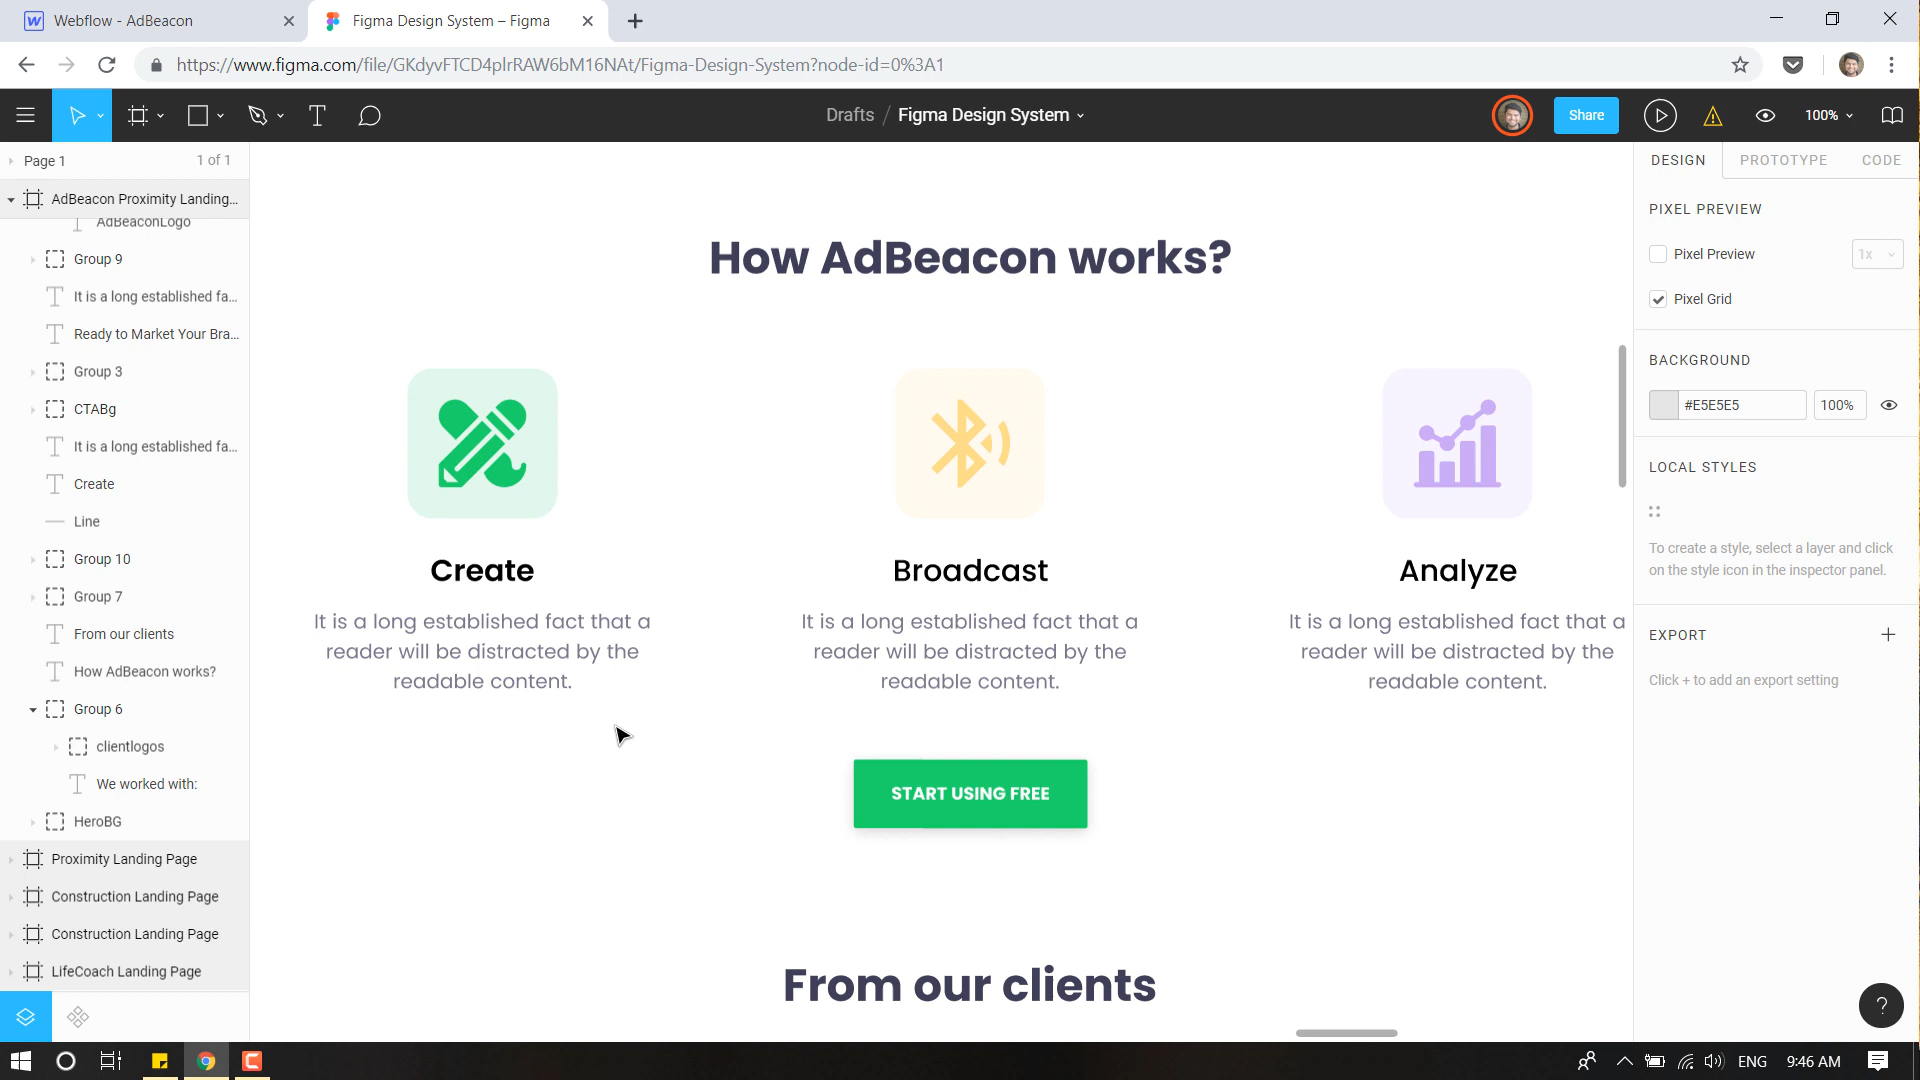 Webflow - AdBeacon
Figma Design System – Figma
https://www.figma.com/file/GKdyvFTCD4plrRAW6bM16NAt/Figma-Design-System?node-id=0%3A1
Drafts / Figma Design System
Share
100%
Page 1
1 of 1
AdBeacon Proximity Landing...
AdBeaconLogo
Group 9
It is a long established fa...
Ready to Market Your Bra...
Group 3
CTABg
It is a long established fa...
Create
Line
Group 10
Group 7
From our clients
How AdBeacon works?
Group 6
clientlogos
We worked with:
HeroBG
Proximity Landing Page
Construction Landing Page
Construction Landing Page
LifeCoach Landing Page
How AdBeacon works?
Create
It is a long established fact that a
reader will be distracted by the
readable content.
Broadcast
It is a long established fact that a
reader will be distracted by the
readable content.
Analyze
It is a long established fact that a
reader will be distracted by the
readable content.
START USING FREE
From our clients
DESIGN
PROTOTYPE
CODE
PIXEL PREVIEW
Pixel Preview
1x
Pixel Grid
BACKGROUND
#E5E5E5
100%
LOCAL STYLES
To create a style, select a layer and click
on the style icon in the inspector panel.
EXPORT
Click + to add an export setting
?
ENG
9:46 AM